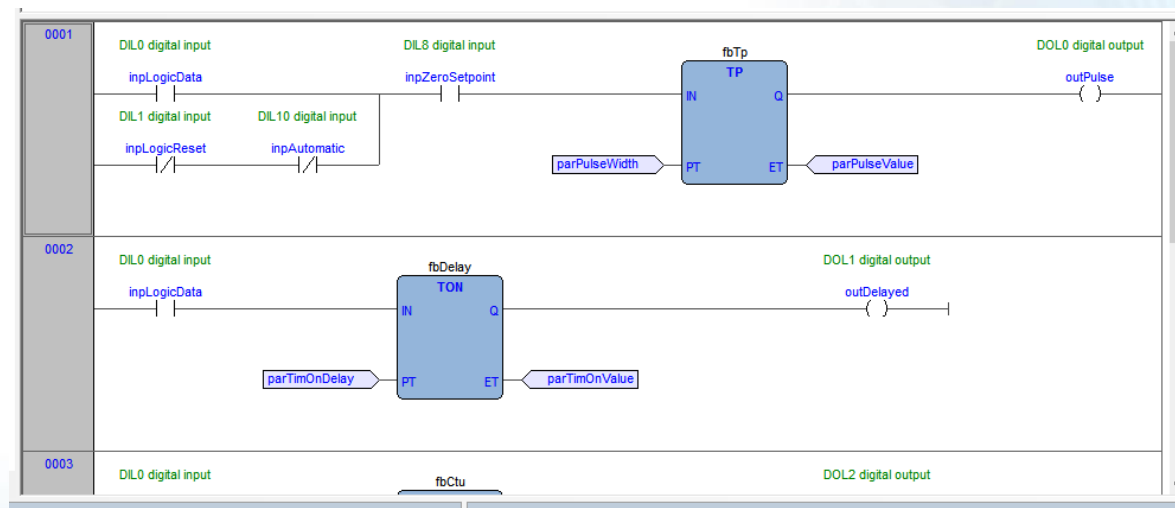 0001
DIL0 digital input
DIL8 digital input
DOL0 digital output
inpLogicData
inpZeroSetpoint
fbTp
outPulse
TP
IN
Q
DIL1 digital input
DIL10 digital input
inpLogicReset
inpAutomatic
parPulseWidth
PT
ET
parPulseValue
0002
DIL0 digital input
DOL1 digital output
inpLogicData
fbDelay
outDelayed
TON
IN
Q
parTimOnDelay
PT
ET
parTimOnValue
0003
DIL0 digital input
fbCtu
DOL2 digital output